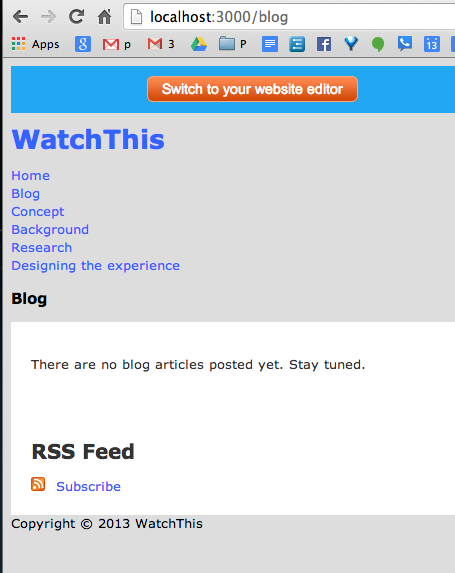 localhost:3000/blog
Apps p 3 P 13
Switch to your website editor
WatchThis
Home
Blog
Concept
Background
Research
Designing the experience
Blog
There are no blog articles posted yet. Stay tuned.
RSS Feed
Subscribe
Copyright © 2013 WatchThis